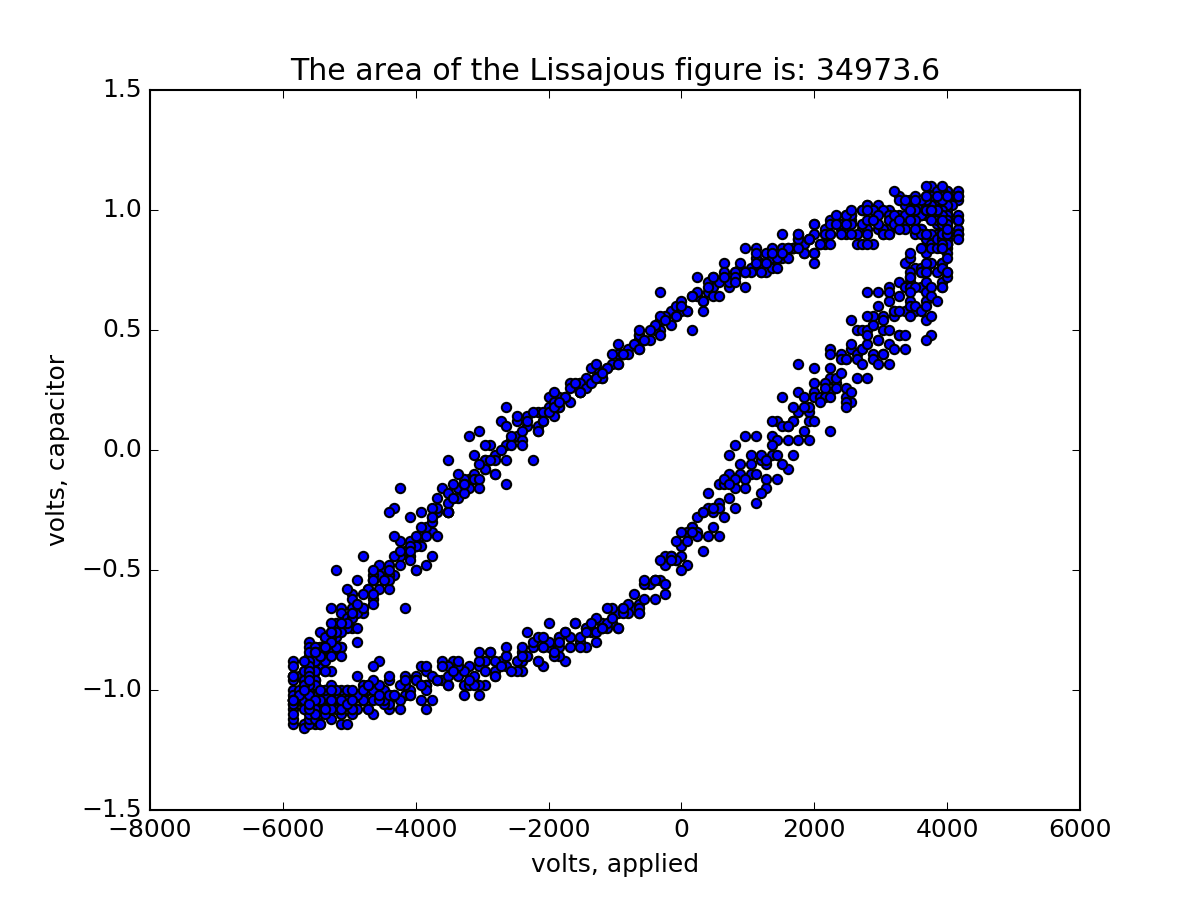 The area of the Lissajous figure is: 34973.6
1.5
1.0
0.5
0.0
−0.5
−1.0
−1.5
volts, capacitor
−8000 −6000 −4000 −2000 0 2000 4000 6000
volts, applied